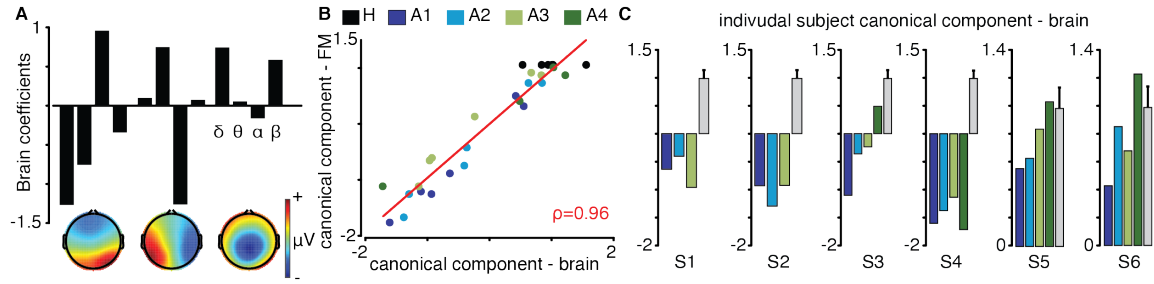 A
1
Brain coefficients
-1.5
δ θ α β
+
µV
-
B
H A1 A2 A3 A4
1.5
canonical component - FM
ρ=0.96
-2
-2
2
canonical component - brain
C
indivudal subject canonical component - brain
1.5 1.5 1.5 1.5 1.4 1.4
-2 -2 -2 -2 0 0
S1 S2 S3 S4 S5 S6